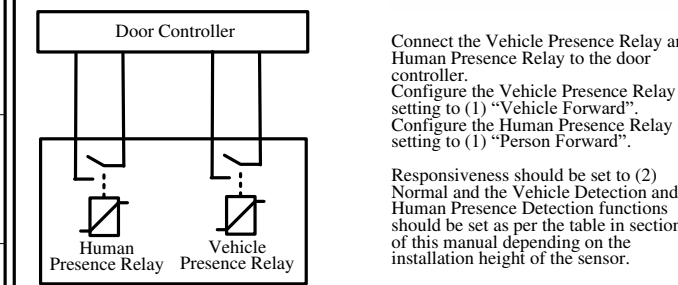 Door Controller
Human
Presence Relay
Vehicle
Presence Relay
Connect the Vehicle Presence Relay
Human Presence Relay to the door
controller.
Configure the Vehicle Presence Relay
setting to (1) “Vehicle Forward”.
Configure the Human Presence Relay
setting to (1) “Person Forward”.
Responsiveness should be set to (2)
Normal and the Vehicle Detection and
Human Presence Detection functions
should be set as per the table in section
of this manual depending on the
installation height of the sensor.